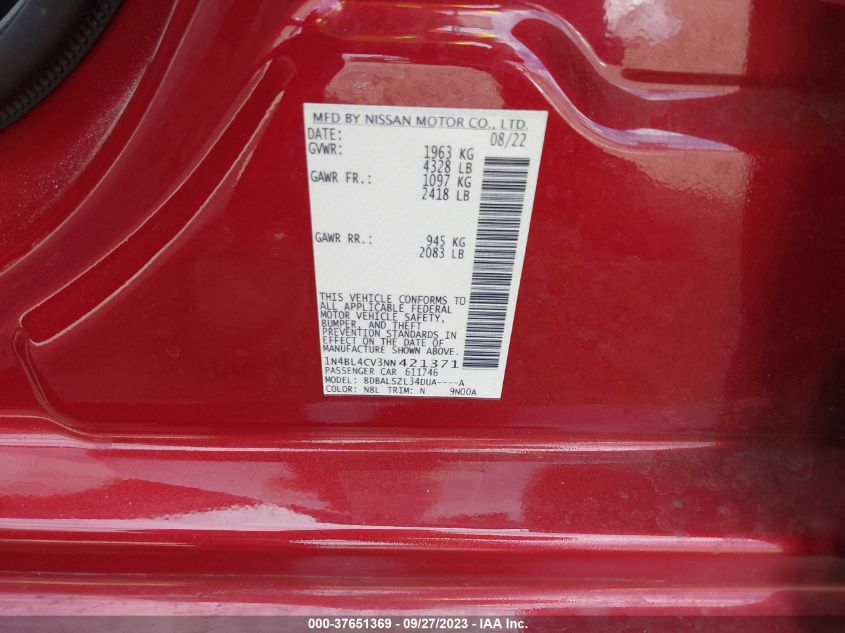 MFD BY NISSAN MOTOR CO., LTD.
DATE: 08/22
GVWR: 1963 KG
4328 LB
GAWR FR.: 1097 KG
2418 LB
GAWR RR.: 945 KG
2083 LB
THIS VEHICLE CONFORMS TO
ALL APPLICABLE FEDERAL
MOTOR VEHICLE SAFETY,
BUMPER, AND THEFT
PREVENTION STANDARDS IN
EFFECT ON THE DATE OF
MANUFACTURE SHOWN ABOVE.
1N4BL4CV3NN421371
PASSENGER CAR 611746
MODEL: BDBALSZL34DUA----A
COLOR: NBL TRIM: N 9N00A
000-37651369 - 09/27/2023 - © IAA Inc.